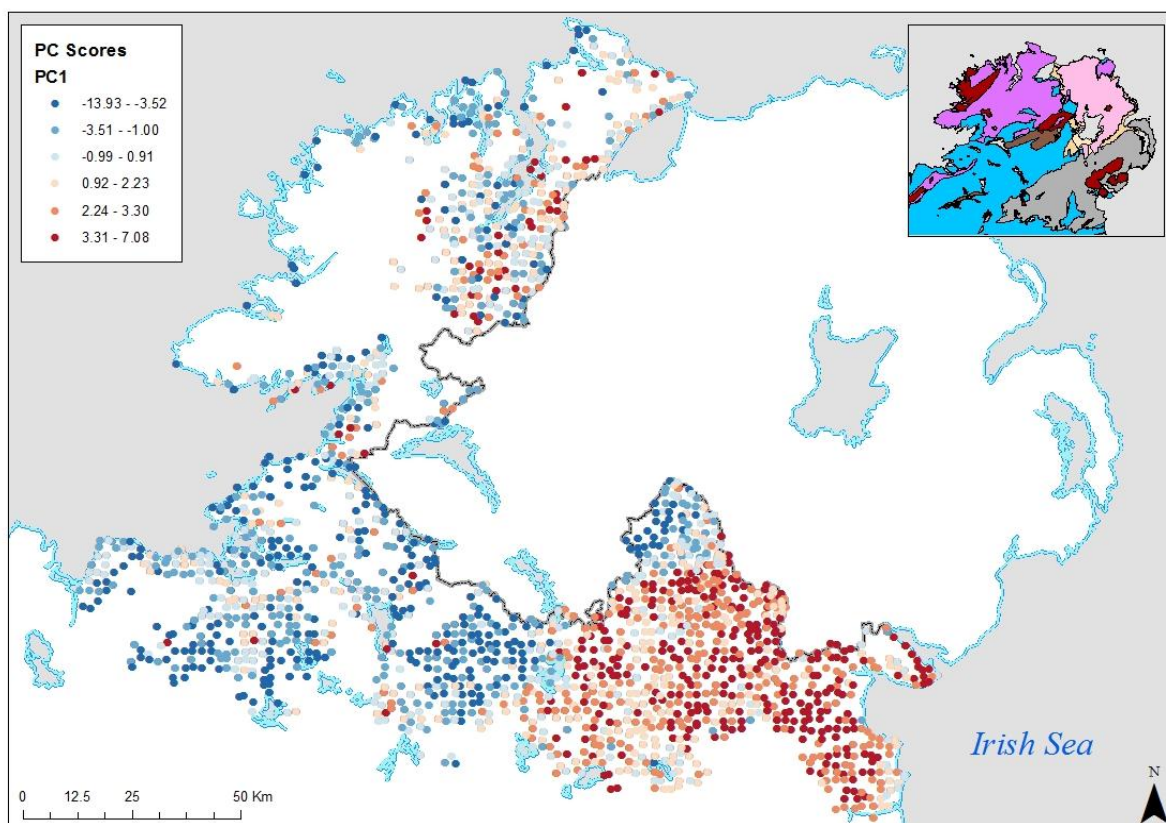 PC Scores
PC1
-13.93 - -3.52
-3.51 - -1.00
-0.99 - 0.91
0.92 - 2.23
2.24 - 3.30
3.31 - 7.08
Irish Sea
N
0 12.5 25 50 Km